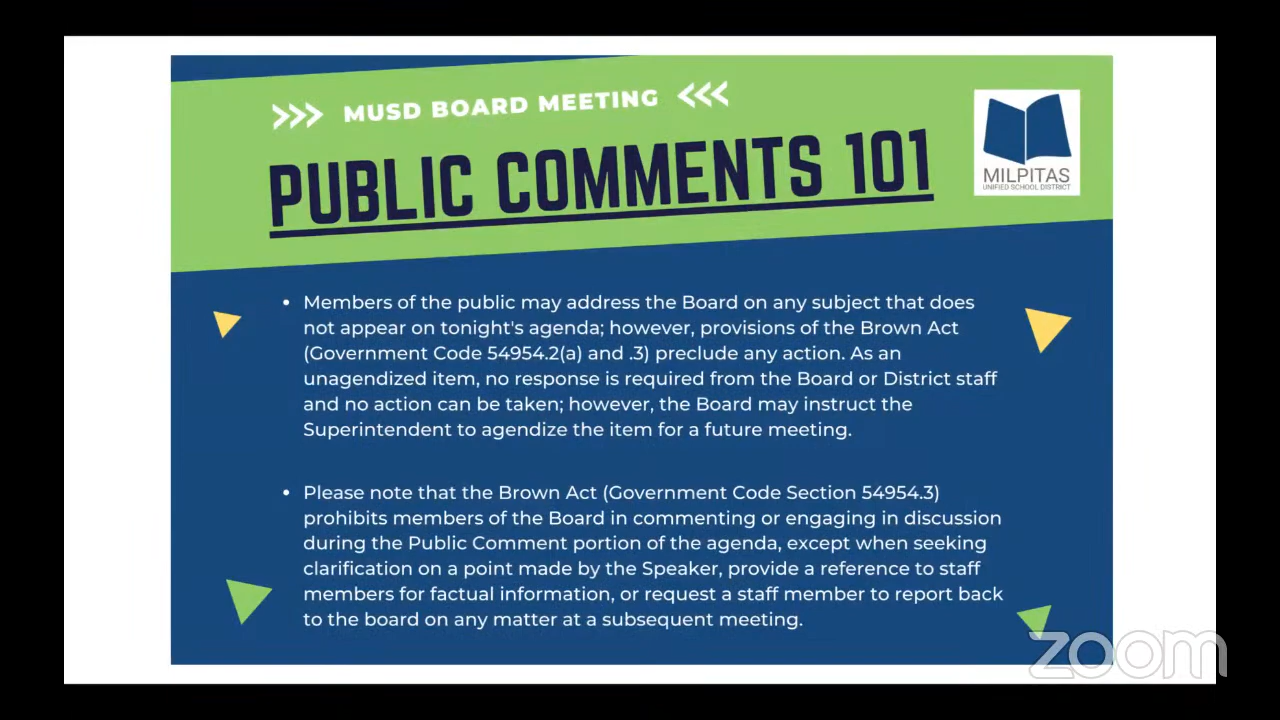 >>> MUSD BOARD MEETING <<<
PUBLIC COMMENTS 101
MILPITAS
UNIFIED SCHOOL DISTRICT
• Members of the public may address the Board on any subject that does
not appear on tonight's agenda; however, provisions of the Brown Act
(Government Code 54954.2(a) and .3) preclude any action. As an
unagendized item, no response is required from the Board or District staff
and no action can be taken; however, the Board may instruct the
Superintendent to agendize the item for a future meeting.
• Please note that the Brown Act (Government Code Section 54954.3)
prohibits members of the Board in commenting or engaging in discussion
during the Public Comment portion of the agenda, except when seeking
clarification on a point made by the Speaker, provide a reference to staff
members for factual information, or request a staff member to report back
to the board on any matter at a subsequent meeting.
zoom